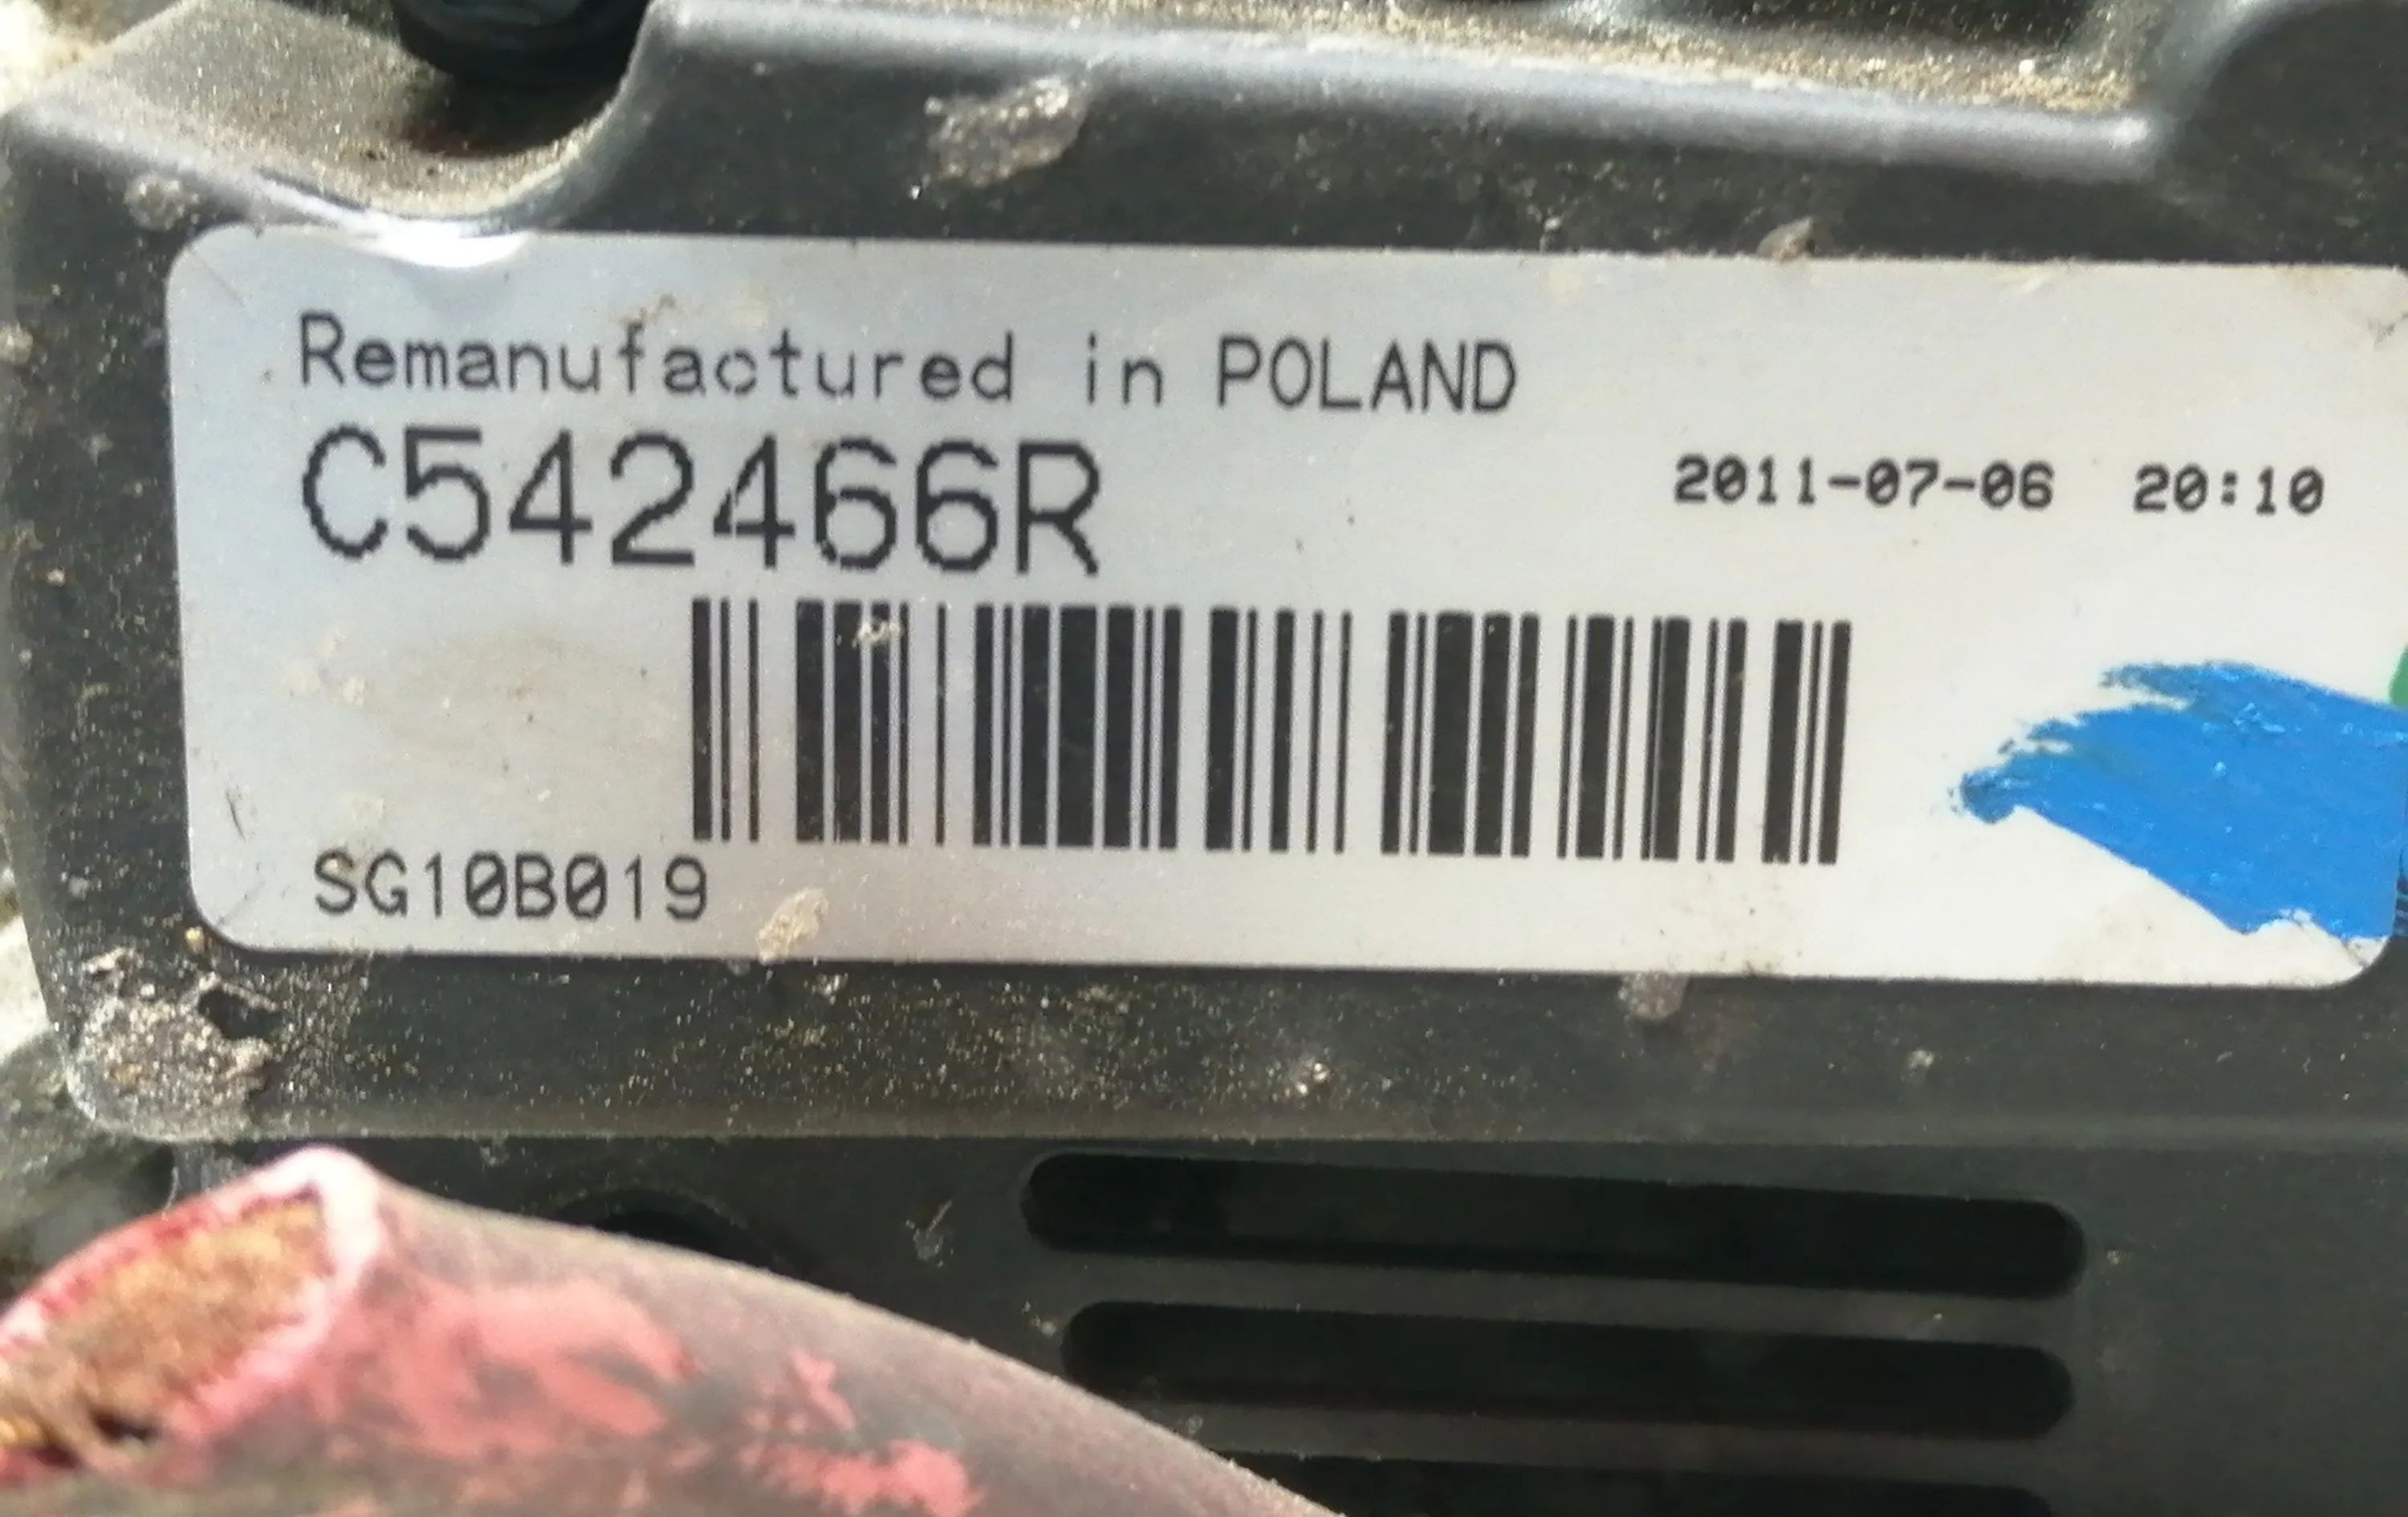 Remanufactured in POLAND
C542466R
2011-07-06 20:10
SG10B019